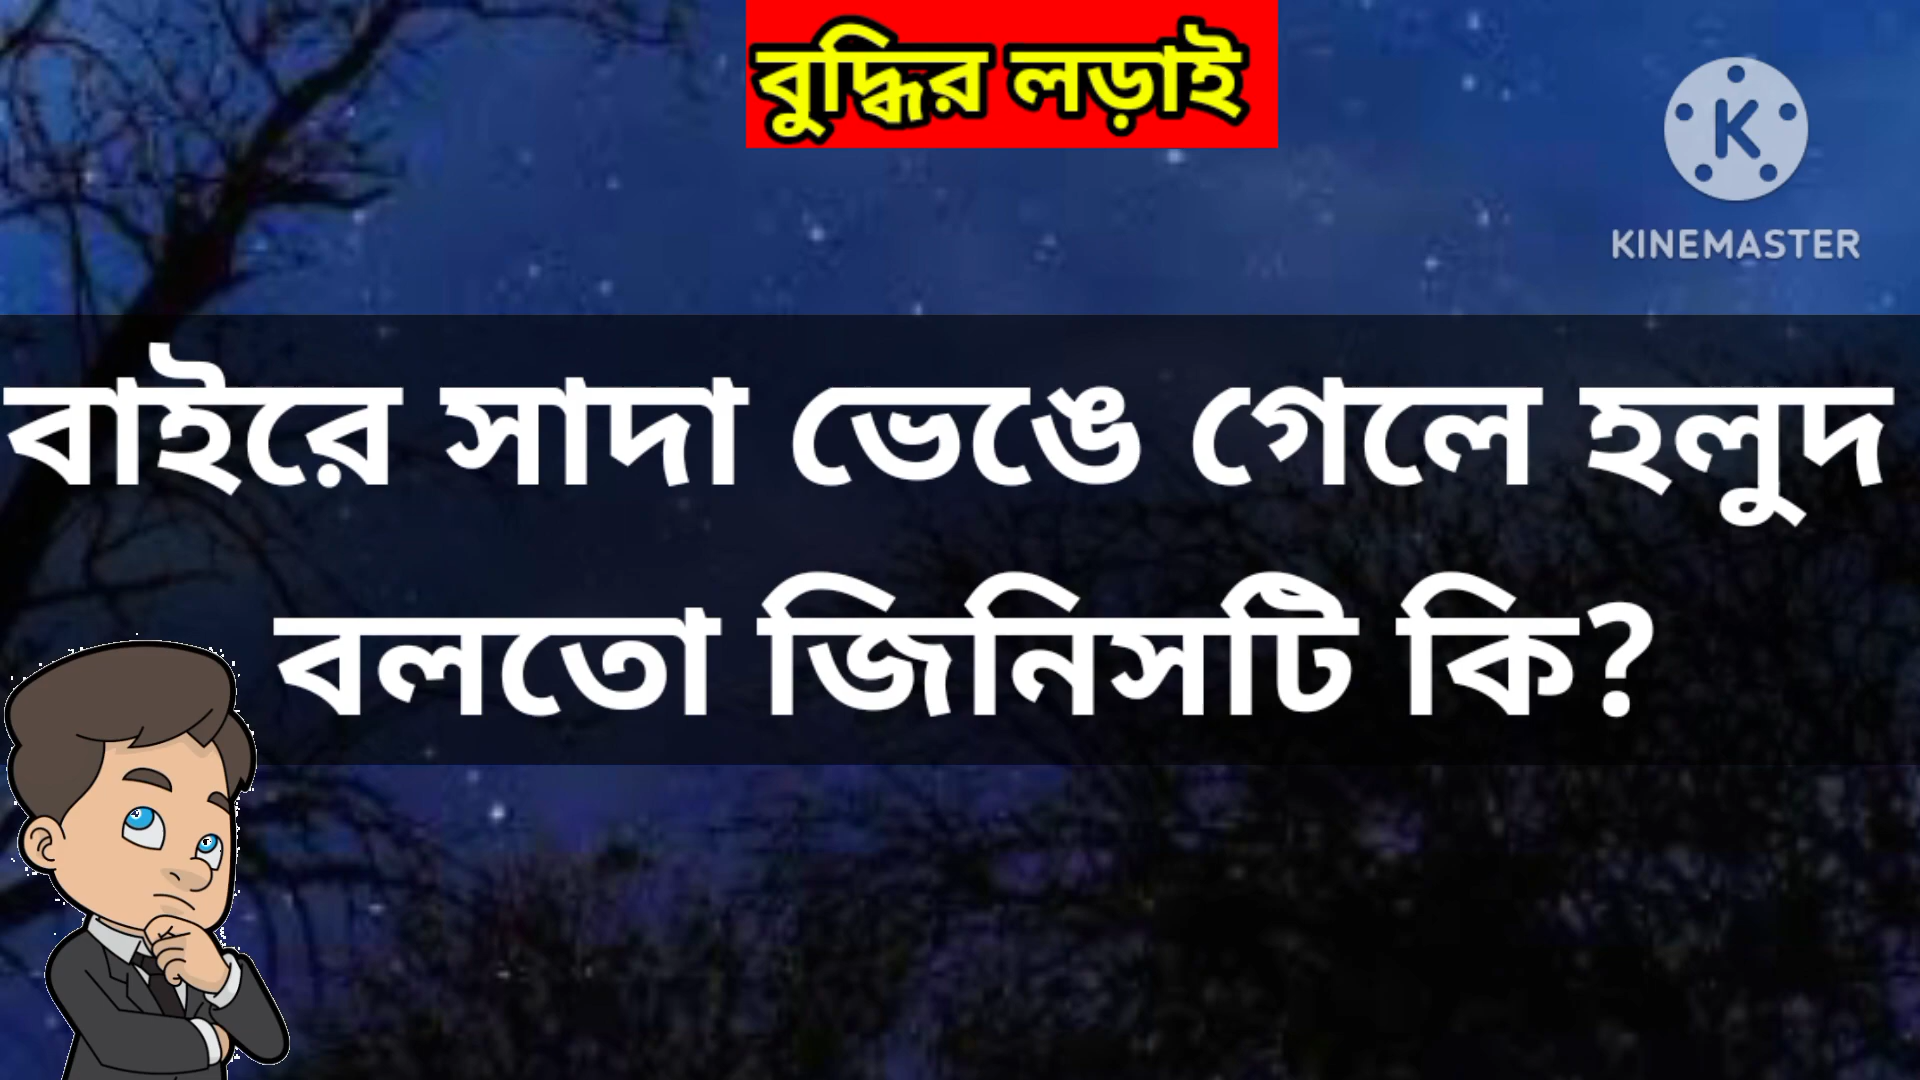 বুদ্ধির লড়াই
K
KINEMASTER
বাইরে সাদা ভেঙে গেলে হলুদ
বলতো জিনিসটি কি?